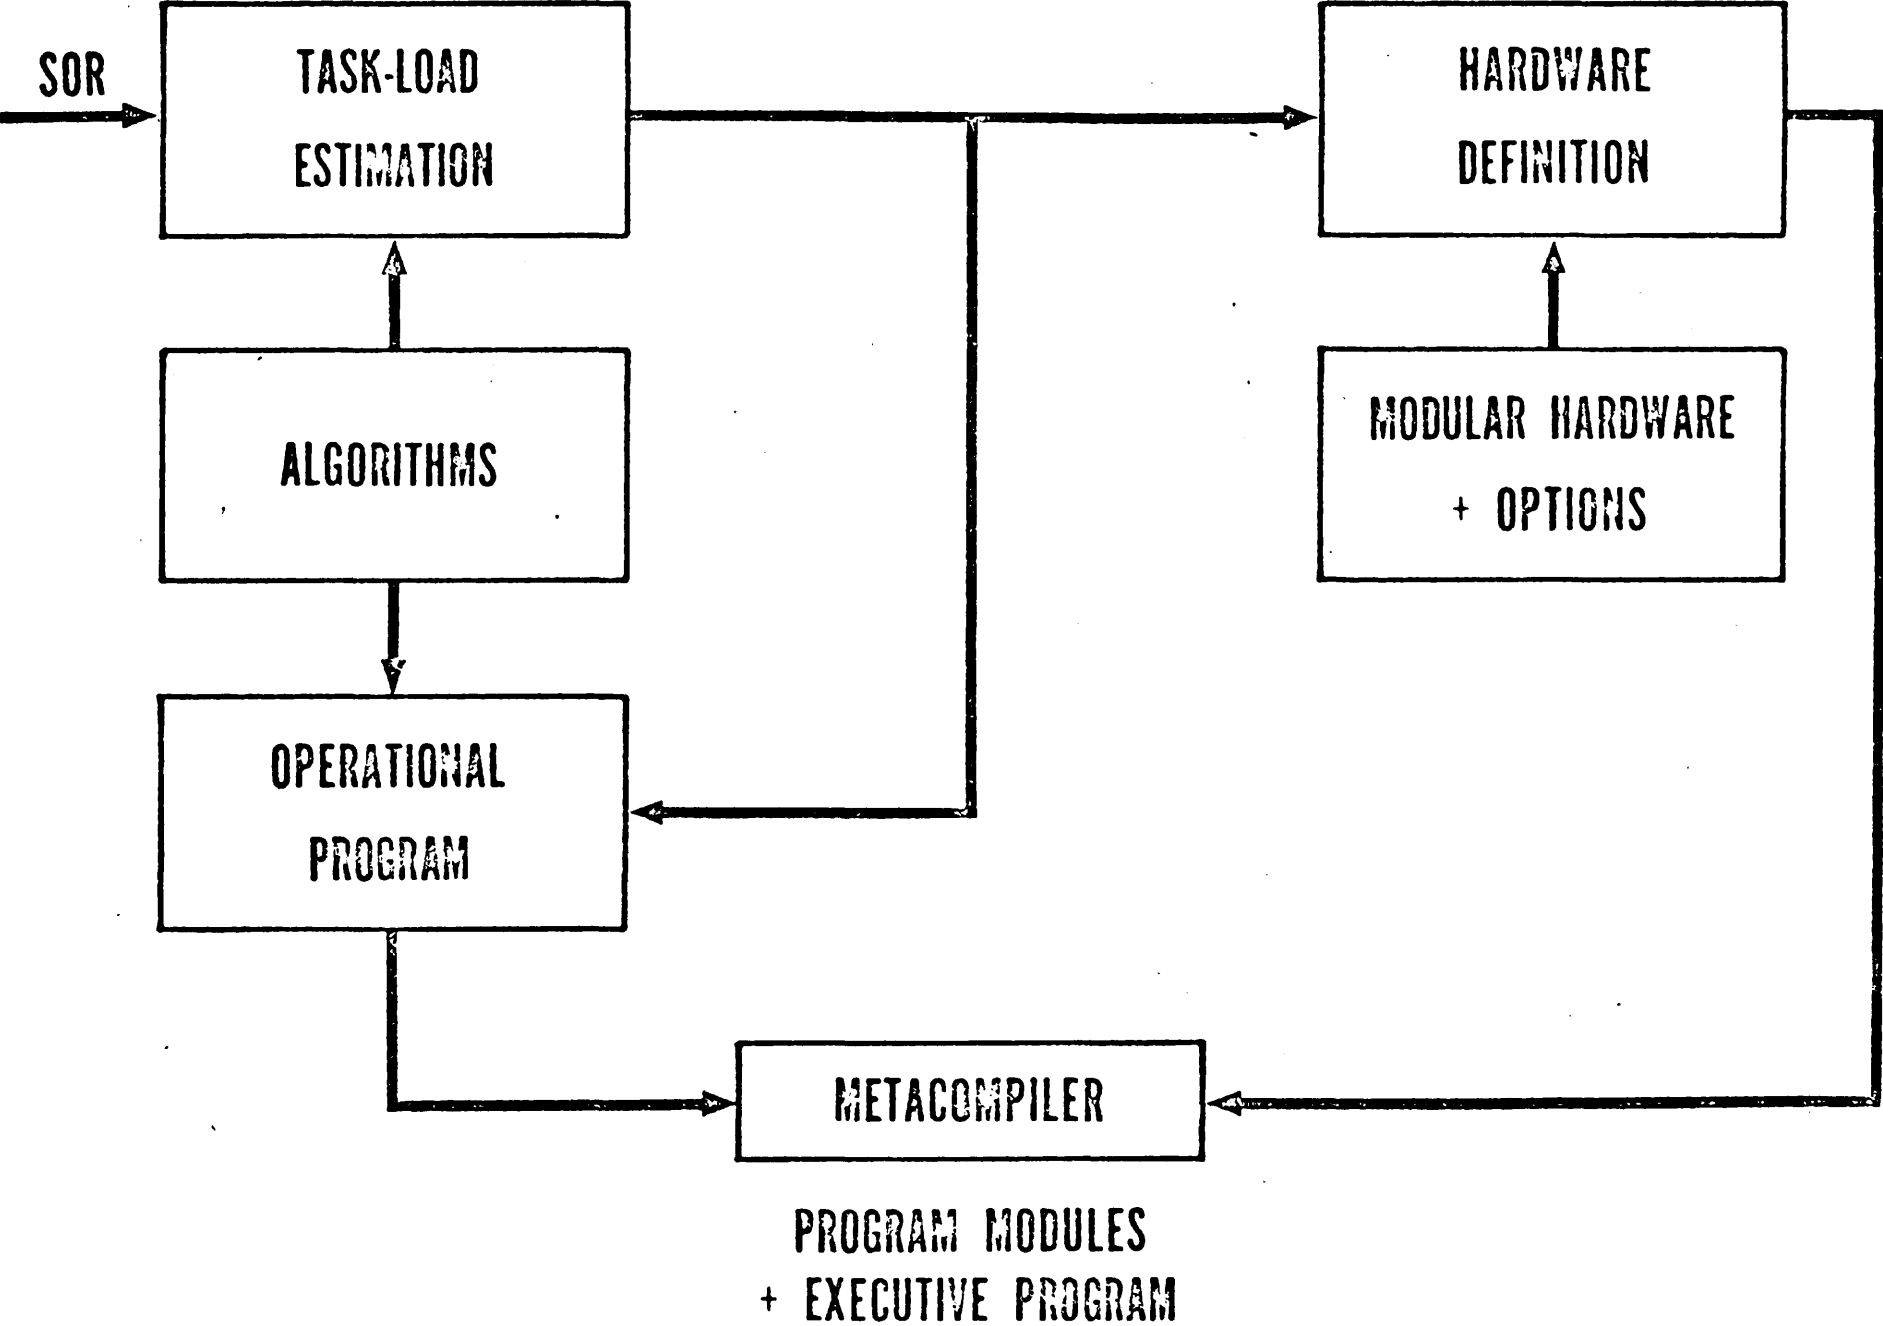 SOR
TASK-LOAD
ESTIMATION
HARDWARE
DEFINITION
ALGORITHMS
MODULAR HARDWARE
+ OPTIONS
OPERATIONAL
PROGRAM
METACOMPILER
PROGRAM MODULES
+ EXECUTIVE PROGRAM